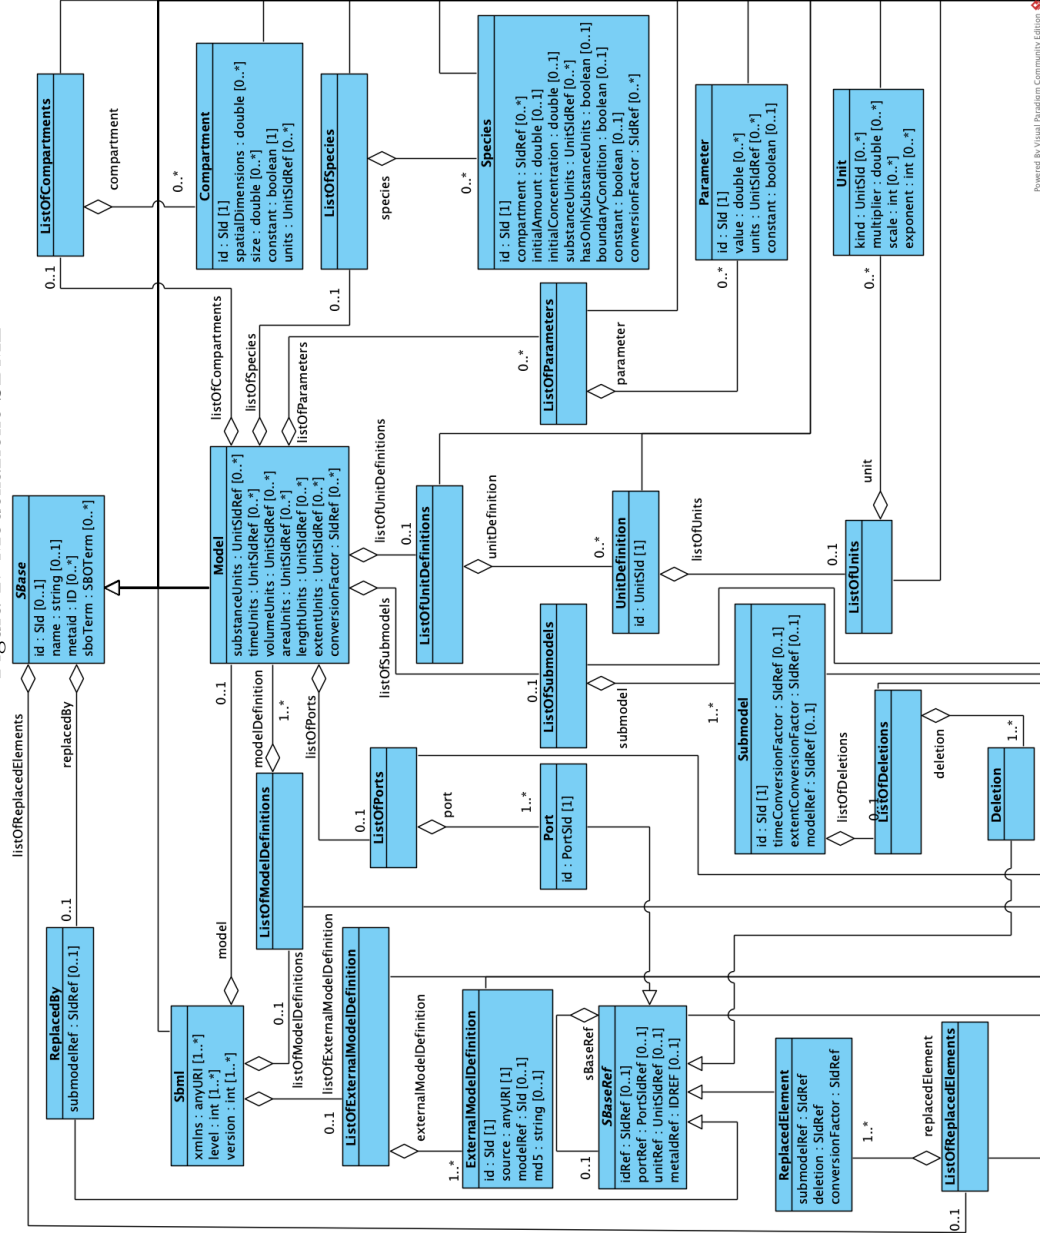 SBase
id : SId [0..1]
name : string [0..1]
metaid : ID [0..*]
sboTerm : SBOTerm [0..*]
listOfReplacedElements
replacedBy
0..1
ReplacedBy
submodelRef : SIdRef [0..1]
ListOfCompartments
0..1
compartment
0..*
Compartment
id : SId [1]
spatialDimensions : double [0..*]
size : double [0..*]
constant : boolean [1]
units : UnitSIdRef [0..*]
ListOfSpecies
0..1
species
0..*
Species
id : SId [1]
compartment : SIdRef [0..*]
initialAmount : double [0..1]
initialConcentration : double [0..1]
substanceUnits : UnitSIdRef [0..*]
hasOnlySubstanceUnits : boolean [0..1]
boundaryCondition : boolean [0..1]
constant : boolean [0..1]
conversionFactor : SIdRef [0..*]
listOfCompartments
listOfSpecies
listOfParameters
0..*
ListOfParameters
parameter
0..*
Parameter
id : SId [1]
value : double [0..*]
units : UnitSIdRef [0..*]
constant : boolean [0..1]
Unit
kind : UnitSId [0..*]
multiplier : double [0..*]
scale : int [0..*]
exponent : int [0..*]
0..*
unit
Model
substanceUnits : UnitSIdRef [0..*]
timeUnits : UnitSIdRef [0..*]
volumeUnits : UnitSIdRef [0..*]
areaUnits : UnitSIdRef [0..*]
lengthUnits : UnitSIdRef [0..*]
extentUnits : UnitSIdRef [0..*]
conversionFactor : SIdRef [0..*]
listOfUnitDefinitions
0..1
ListOfUnitDefinitions
unitDefinition
0..*
UnitDefinition
id : UnitSId [1]
listOfUnits
0..1
ListOfUnits
listOfSubmodels
0..1
ListOfSubmodels
submodel
1..*
Submodel
id : SId [1]
timeConversionFactor : SIdRef [0..1]
extentConversionFactor : SIdRef [0..1]
modelRef : SIdRef [0..1]
listOfDeletions
0..1
ListOfDeletions
deletion
1..*
Deletion
0..1
model
modelDefinition
1..*
listOfPorts
0..1
ListOfPorts
port
1..*
Port
id : PortSId [1]
ListOfModelDefinitions
0..1
listOfModelDefinitions
Sbml
xmlns : anyURI [1..*]
level : int [1..*]
version : int [1..*]
listOfExternalModelDefinition
0..1
ListOfExternalModelDefinition
externalModelDefinition
1..*
ExternalModelDefinition
id : SId [1]
source : anyURI [1]
modelRef : SId [0..1]
md5 : string [0..1]
sBaseRef
0..1
SBaseRef
idRef : SIdRef [0..1]
portRef : PortSIdRef [0..1]
unitRef : UnitSIdRef [0..1]
metaIdRef : IDREF [0..1]
ReplacedElement
submodelRef : SIdRef
deletion : SIdRef
conversionFactor : SIdRef
1..*
replacedElement
ListOfReplacedElements
0..1
Powered By Visual Paradigm Community Edition